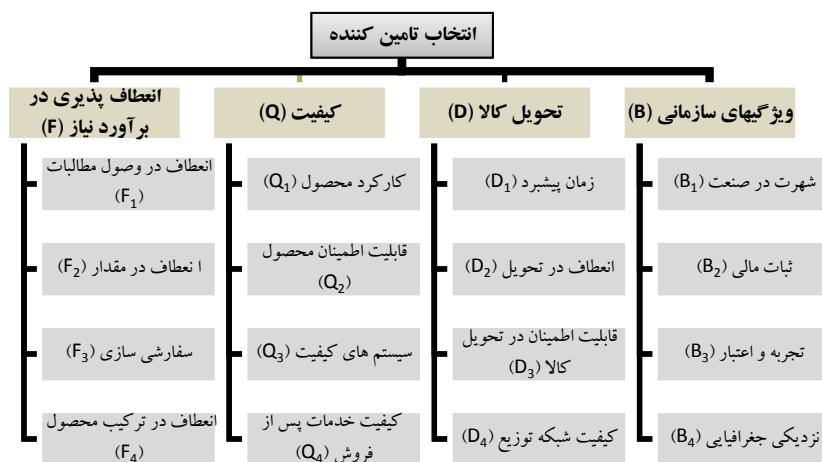 انتخاب تامین کننده
ویژگیهای سازمانی (B)
شهرت در صنعت (B₁)
ثبات مالی (B₂)
تجربه و اعتبار (B₃)
نزدیکی جغرافیایی (B₄)
تحویل کالا (D)
زمان پیشبرد (D₁)
انعطاف در تحویل (D₂)
قابلیت اطمینان در تحویل
کالا (D₃)
کیفیت شبکه توزیع (D₄)
کیفیت (Q)
کارکرد محصول (Q₁)
قابلیت اطمینان محصول
(Q₂)
سیستم های کیفیت (Q₃)
کیفیت خدمات پس از
فروش (Q₄)
انعطاف پذیری در
برآورد نیاز (F)
انعطاف در وصول مطالبات
(F₁)
ا نعطاف در مقدار (F₂)
سفارشی سازی (F₃)
انعطاف در ترکیب محصول
(F₄)